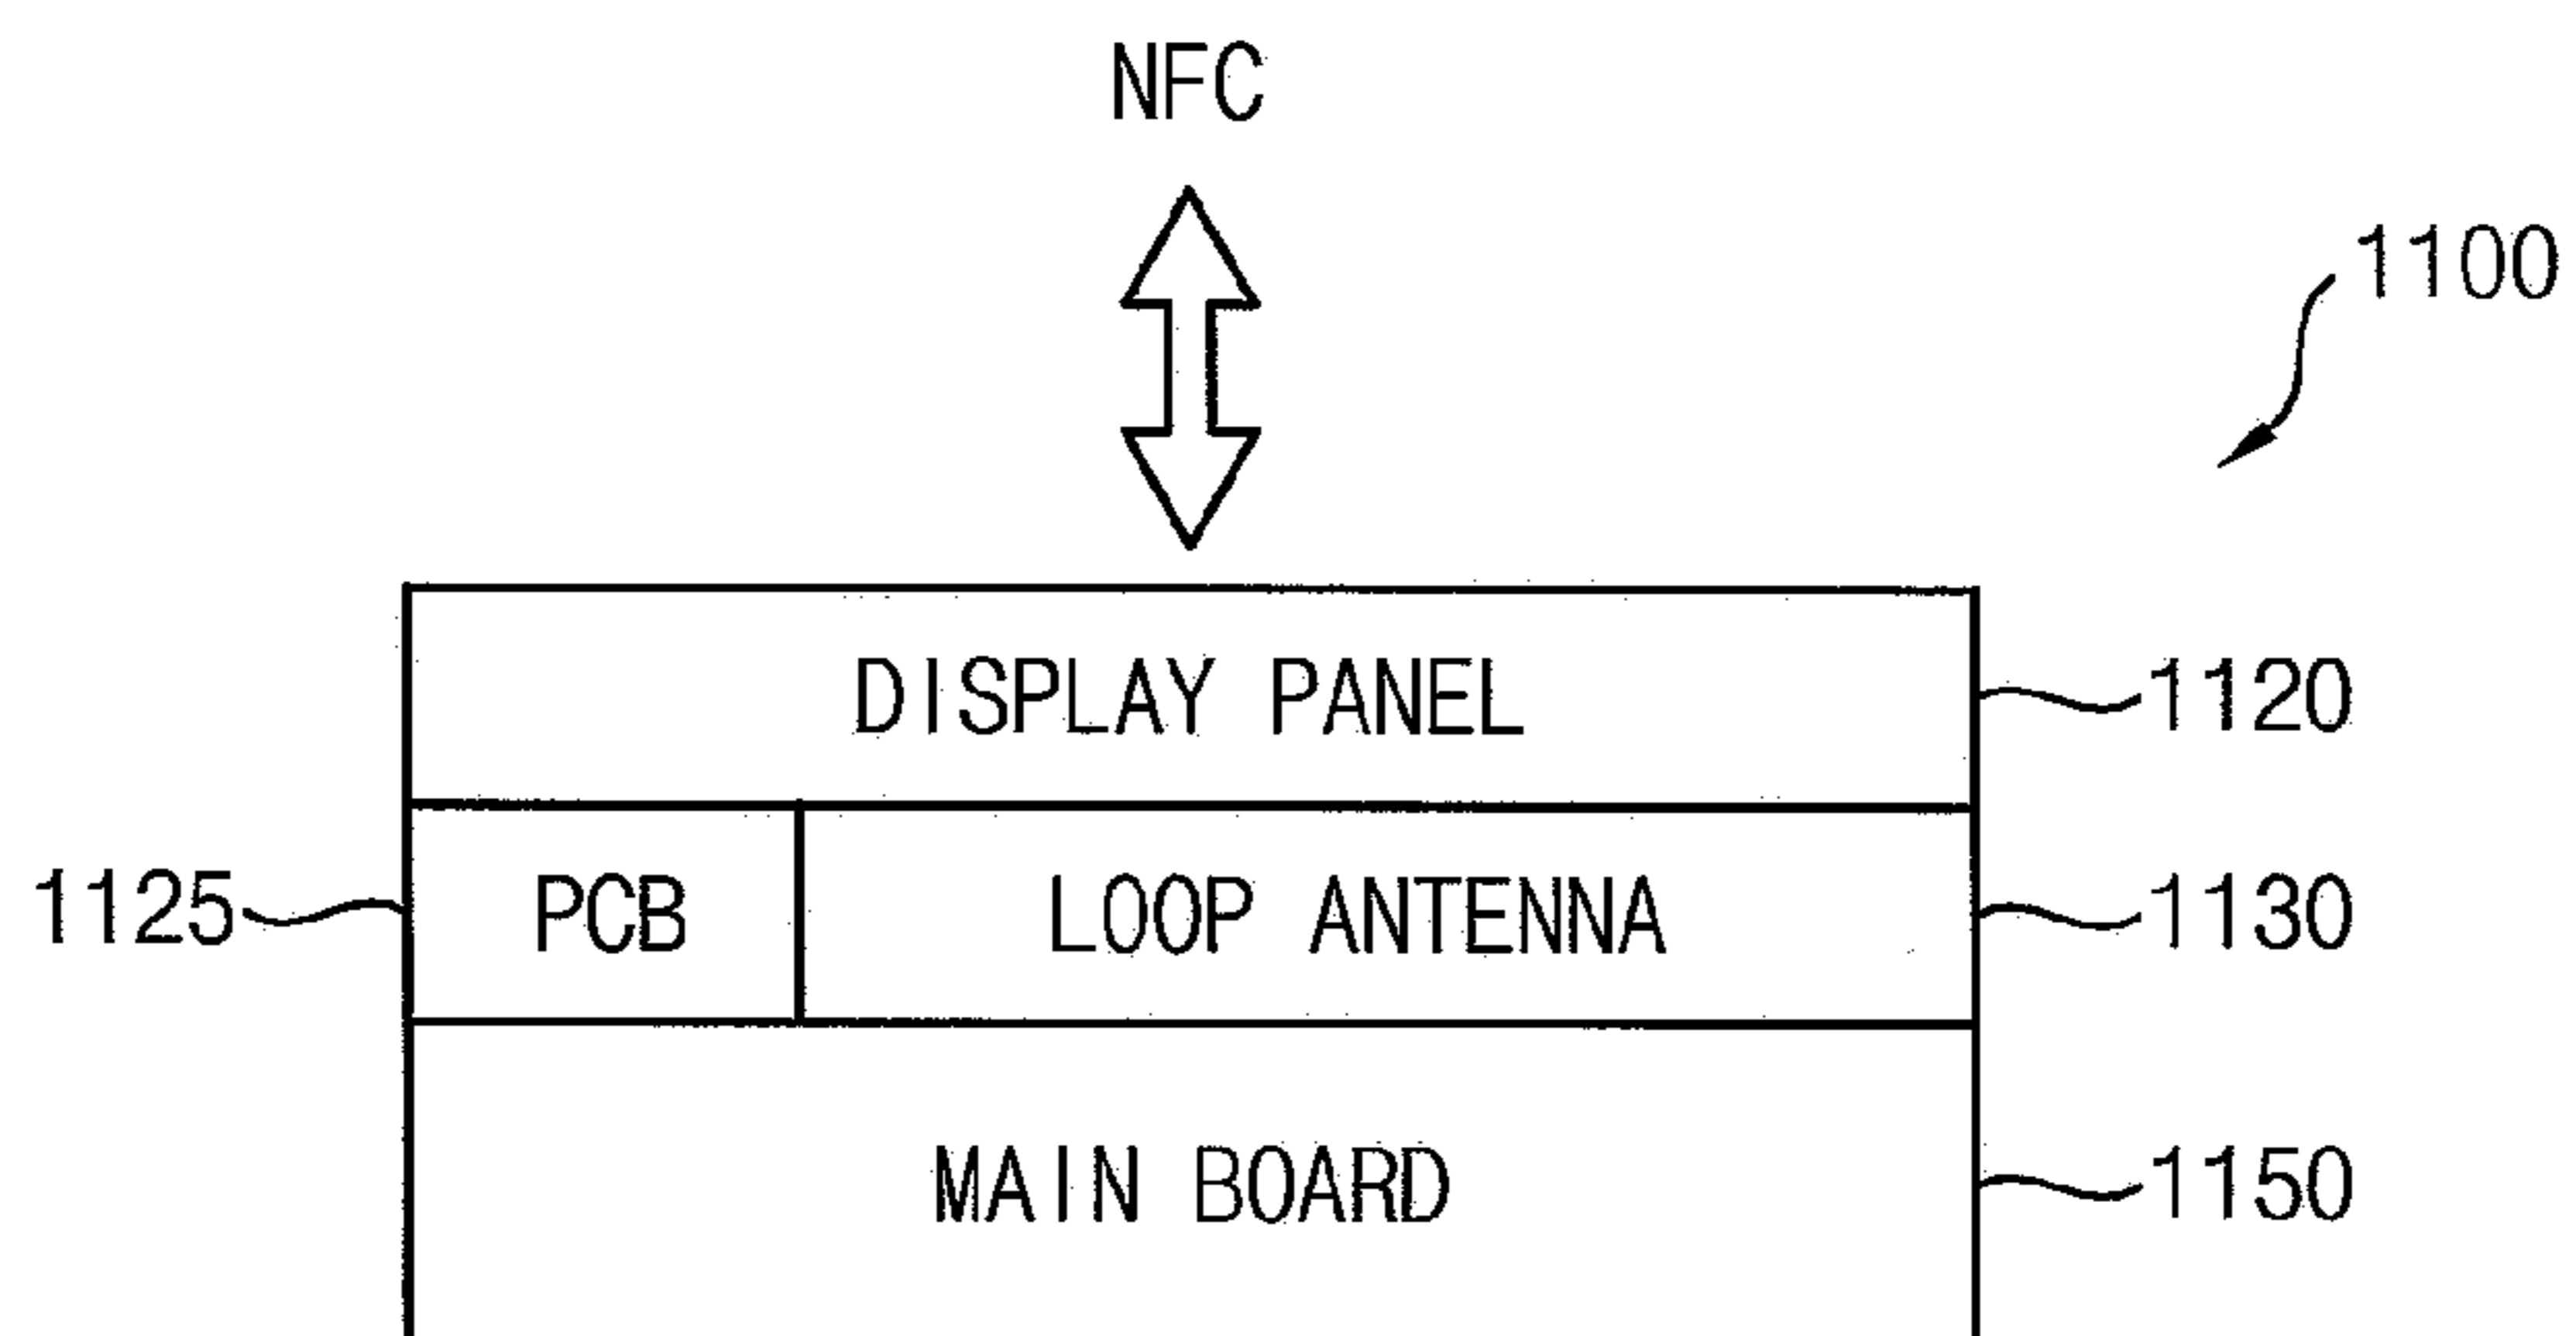 NFC
1100
DISPLAY PANEL
1120
1125
PCB
LOOP ANTENNA
1130
MAIN BOARD
1150